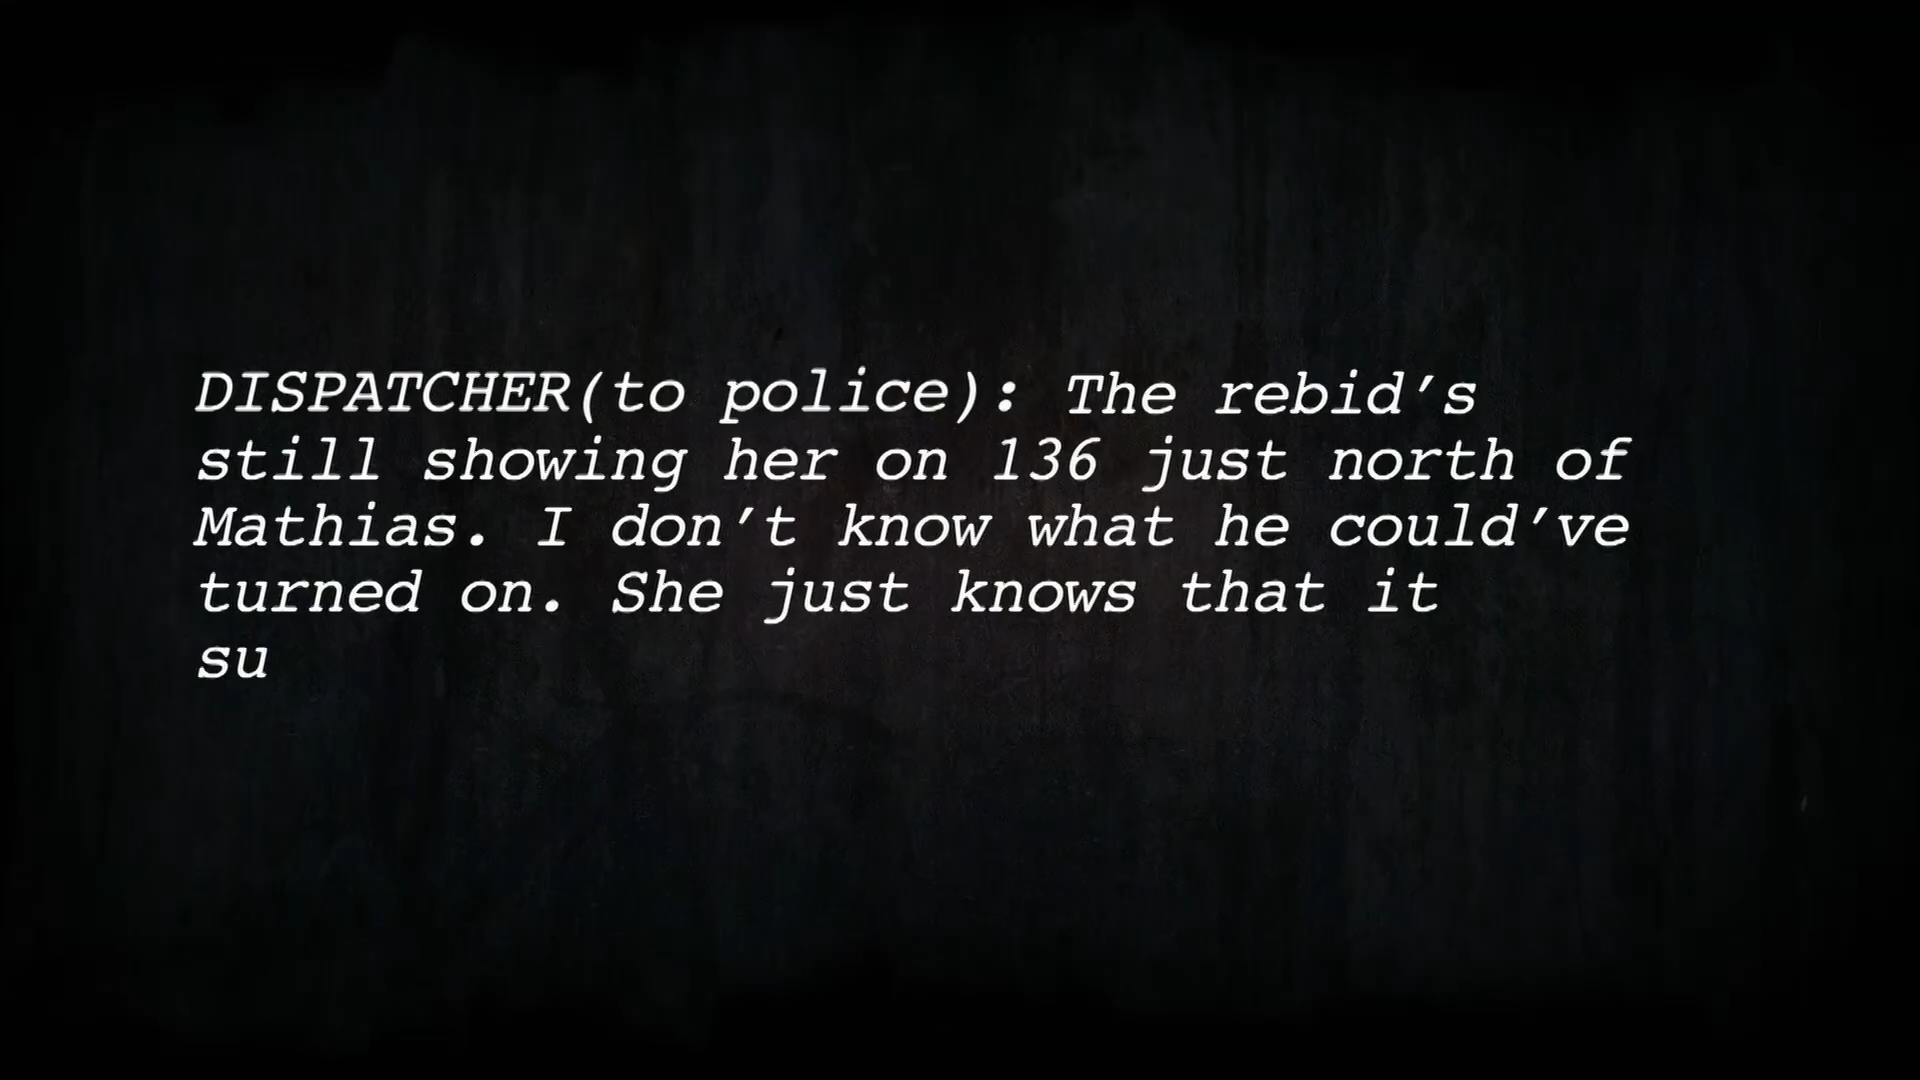 DISPATCHER(to police): The rebid's
still showing her on 136 just north of
Mathias. I don't know what he could've
turned on. She just knows that it
su